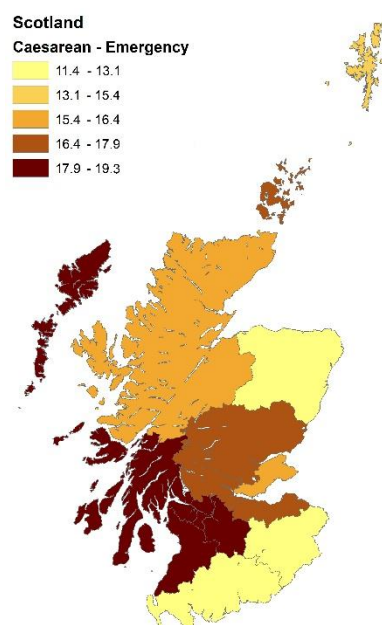 Scotland
Caesarean - Emergency
11.4 - 13.1
13.1 - 15.4
15.4 - 16.4
16.4 - 17.9
17.9 - 19.3